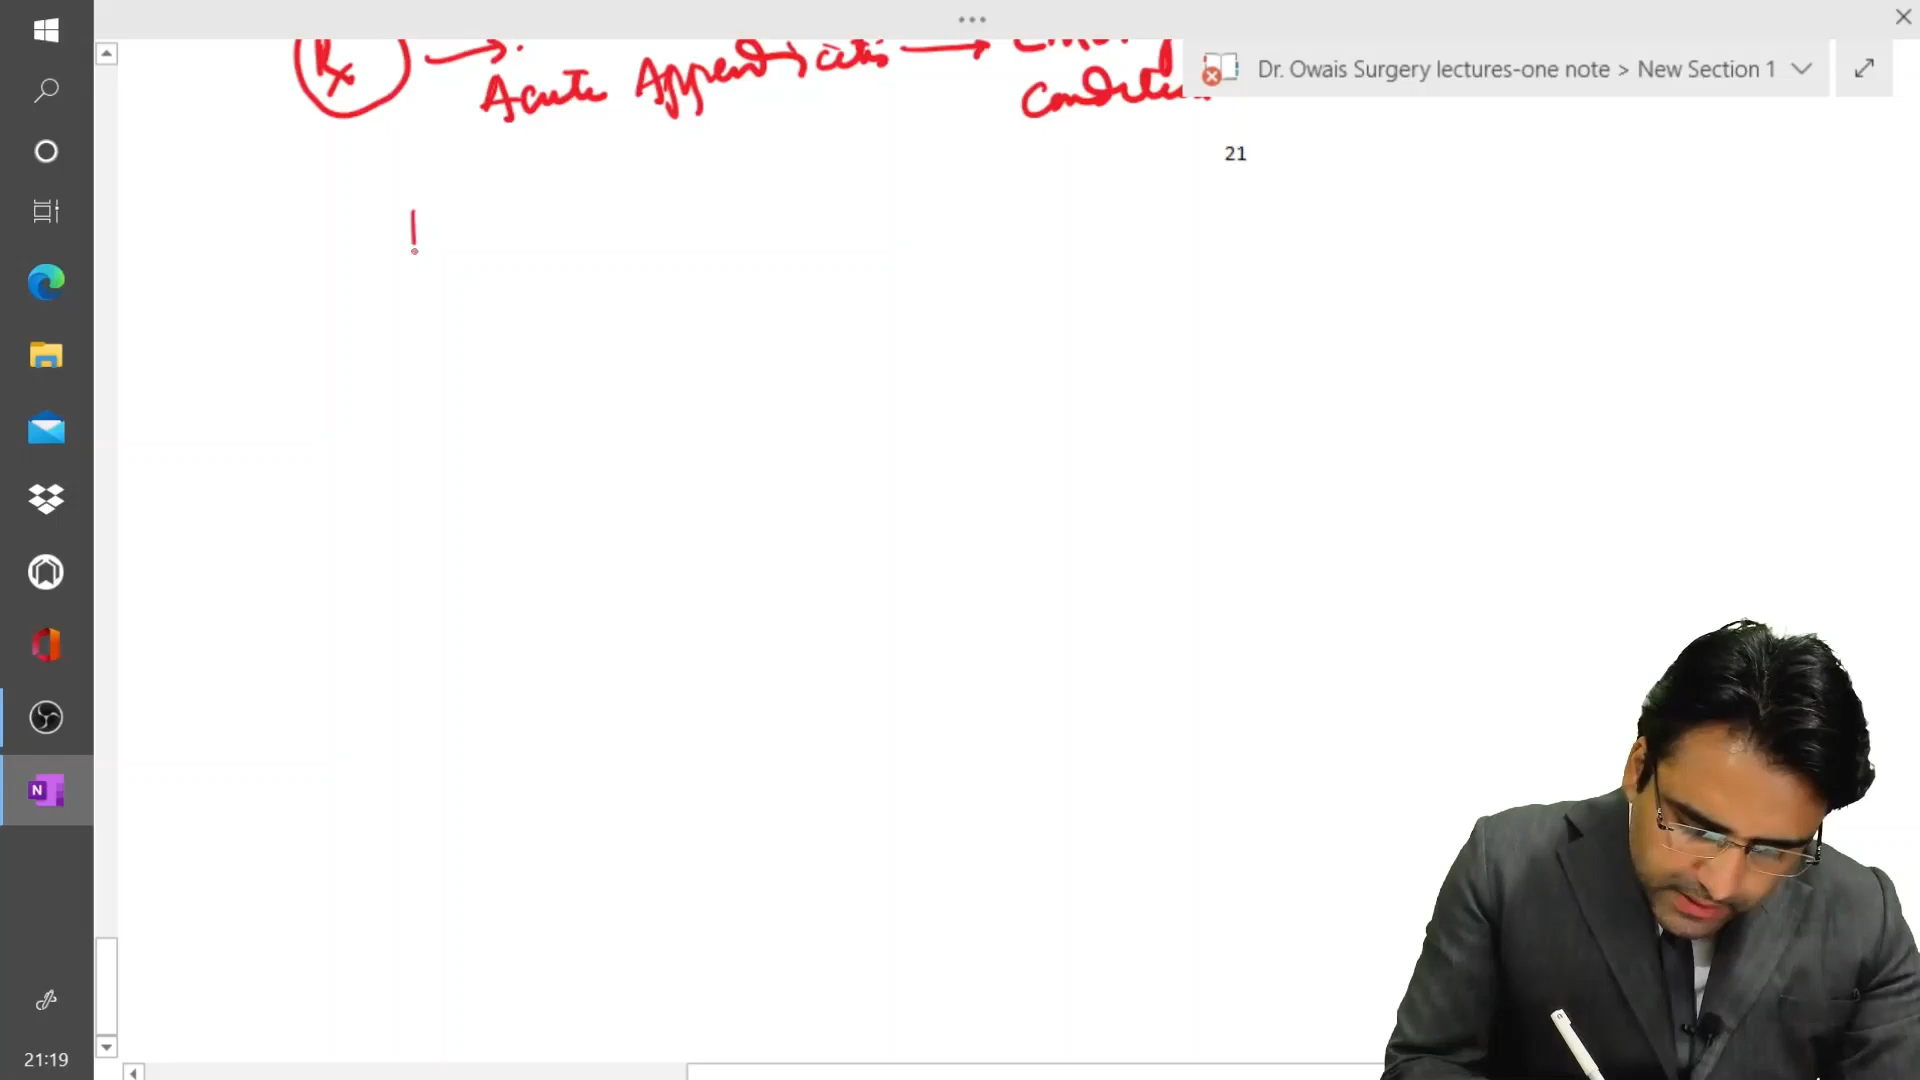 Dr. Owais Surgery lectures-one note > New Section 1
Rx → Acute Appendicitis →
21
N
21:19